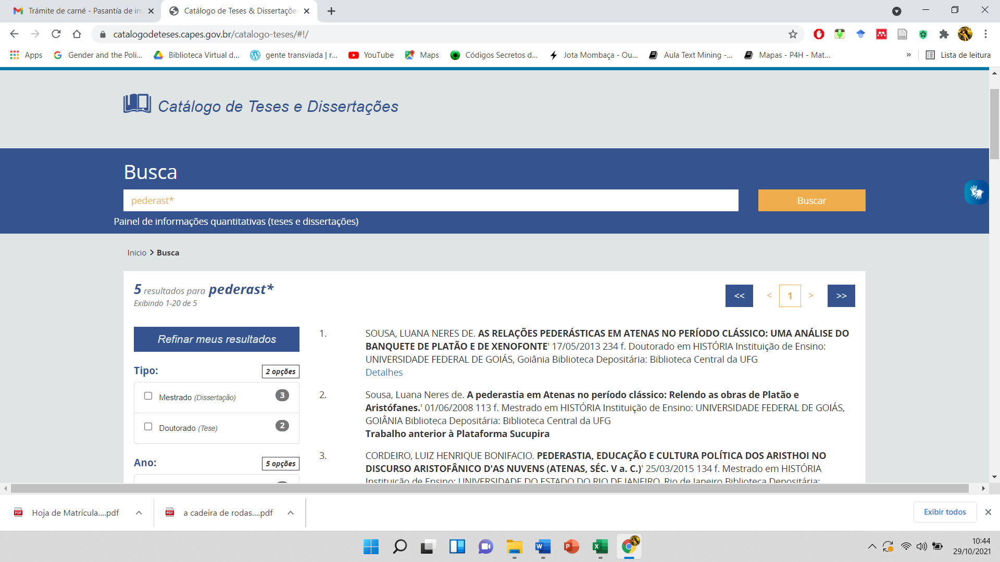 Trámite de carné - Pasantía de in
Catálogo de Teses & Dissertaçõe
catalogodeteses.capes.gov.br/catalogo-teses/#!/
Apps
Gender and the Poli...
Biblioteca Virtual d...
gente transviada | r...
YouTube
Maps
Códigos Secretos d...
Jota Mombaça - Ou...
Aula Text Mining -...
Mapas - P4H - Mat...
»
Lista de leitura
Catálogo de Teses e Dissertações
Busca
pederast*
Buscar
Painel de informações quantitativas (teses e dissertações)
Inicio > Busca
5 resultados para pederast*
Exibindo 1-20 de 5
<< < 1 > >>
Refinar meus resultados
Tipo: 2 opções
Mestrado (Dissertação) 3
Doutorado (Tese) 2
Ano: 5 opções
1. SOUSA, LUANA NERES DE. AS RELAÇÕES PEDERÁSTICAS EM ATENAS NO PERÍODO CLÁSSICO: UMA ANÁLISE DO
BANQUETE DE PLATÃO E DE XENOFONTE' 17/05/2013 234 f. Doutorado em HISTÓRIA Instituição de Ensino:
UNIVERSIDADE FEDERAL DE GOIÁS, Goiânia Biblioteca Depositária: Biblioteca Central da UFG
Detalhes
2. Sousa, Luana Neres de. A pederastia em Atenas no período clássico: Relendo as obras de Platão e
Aristófanes.' 01/06/2008 113 f. Mestrado em HISTÓRIA Instituição de Ensino: UNIVERSIDADE FEDERAL DE GOIÁS,
GOIÂNIA Biblioteca Depositária: Biblioteca Central da UFG
Trabalho anterior à Plataforma Sucupira
3. CORDEIRO, LUIZ HENRIQUE BONIFACIO. PEDERASTIA, EDUCAÇÃO E CULTURA POLÍTICA DOS ARISTHOI NO
DISCURSO ARISTOFÂNICO D'AS NUVENS (ATENAS, SÉC. V a. C.)' 25/03/2015 134 f. Mestrado em HISTÓRIA
Instituição de Ensino: UNIVERSIDADE DO ESTADO DO RIO DE JANEIRO, Rio de Janeiro Biblioteca Depositária:
Hoja de Matrícula....pdf
a cadeira de rodas....pdf
Exibir todos
10:44
29/10/2021